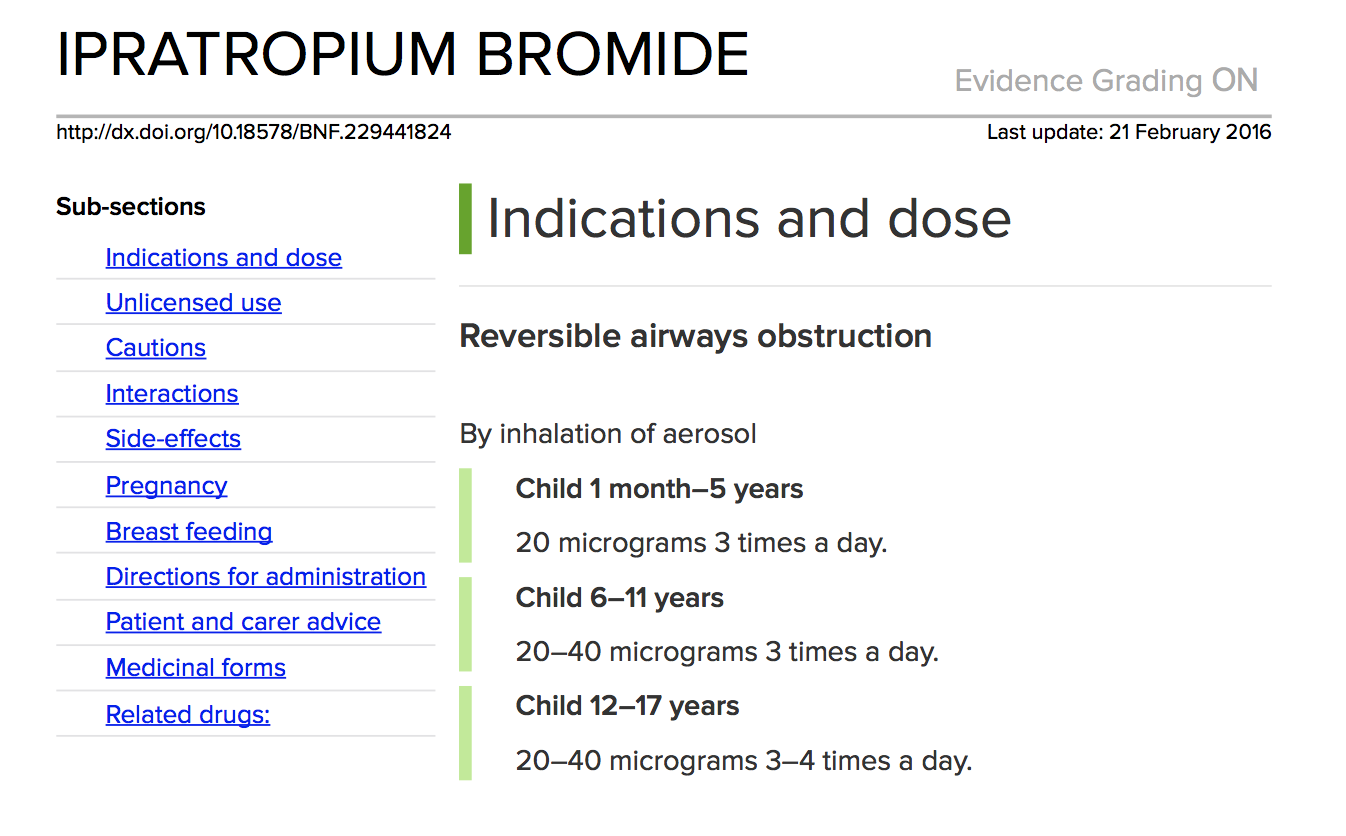 IPRATROPIUM BROMIDE
Evidence Grading ON
http://dx.doi.org/10.18578/BNF.229441824
Last update: 21 February 2016
Sub-sections
Indications and dose
Unlicensed use
Cautions
Interactions
Side-effects
Pregnancy
Breast feeding
Directions for administration
Patient and carer advice
Medicinal forms
Related drugs:
Indications and dose
Reversible airways obstruction
By inhalation of aerosol
Child 1 month–5 years
20 micrograms 3 times a day.
Child 6–11 years
20–40 micrograms 3 times a day.
Child 12–17 years
20–40 micrograms 3–4 times a day.